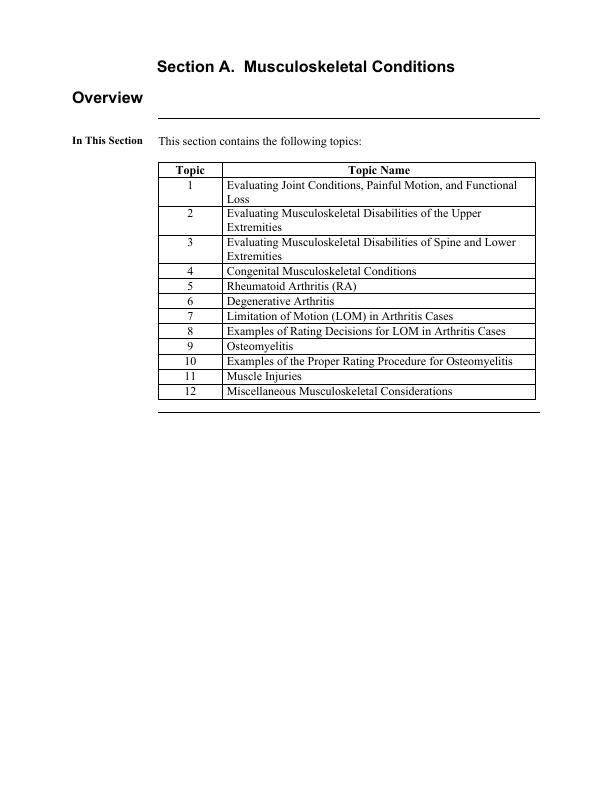 Section A.  Musculoskeletal Conditions
Overview
In This Section
This section contains the following topics:
Topic
Topic Name
1
Evaluating Joint Conditions, Painful Motion, and Functional
Loss
2
Evaluating Musculoskeletal Disabilities of the Upper
Extremities
3
Evaluating Musculoskeletal Disabilities of Spine and Lower
Extremities
4
Congenital Musculoskeletal Conditions
5
Rheumatoid Arthritis (RA)
6
Degenerative Arthritis
7
Limitation of Motion (LOM) in Arthritis Cases
8
Examples of Rating Decisions for LOM in Arthritis Cases
9
Osteomyelitis
10
Examples of the Proper Rating Procedure for Osteomyelitis
11
Muscle Injuries
12
Miscellaneous Musculoskeletal Considerations